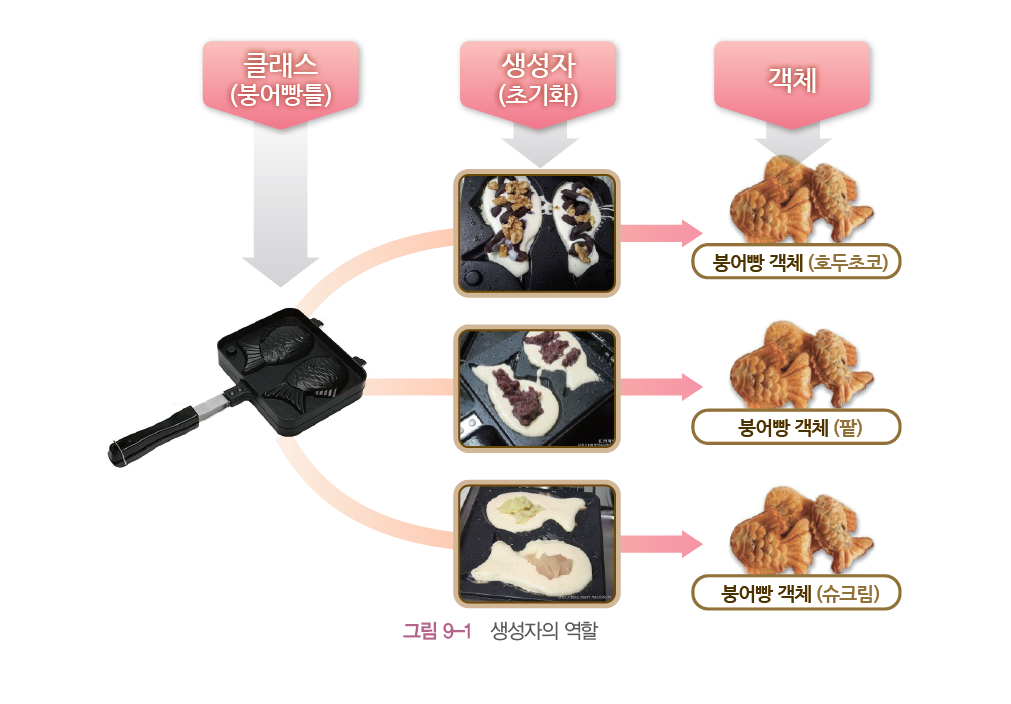 클래스
(붕어빵틀)
생성자
(초기화)
객체
붕어빵 객체 (호두초코)
붕어빵 객체 (팥)
붕어빵 객체 (슈크림)
그림 9-1 생성자의 역할